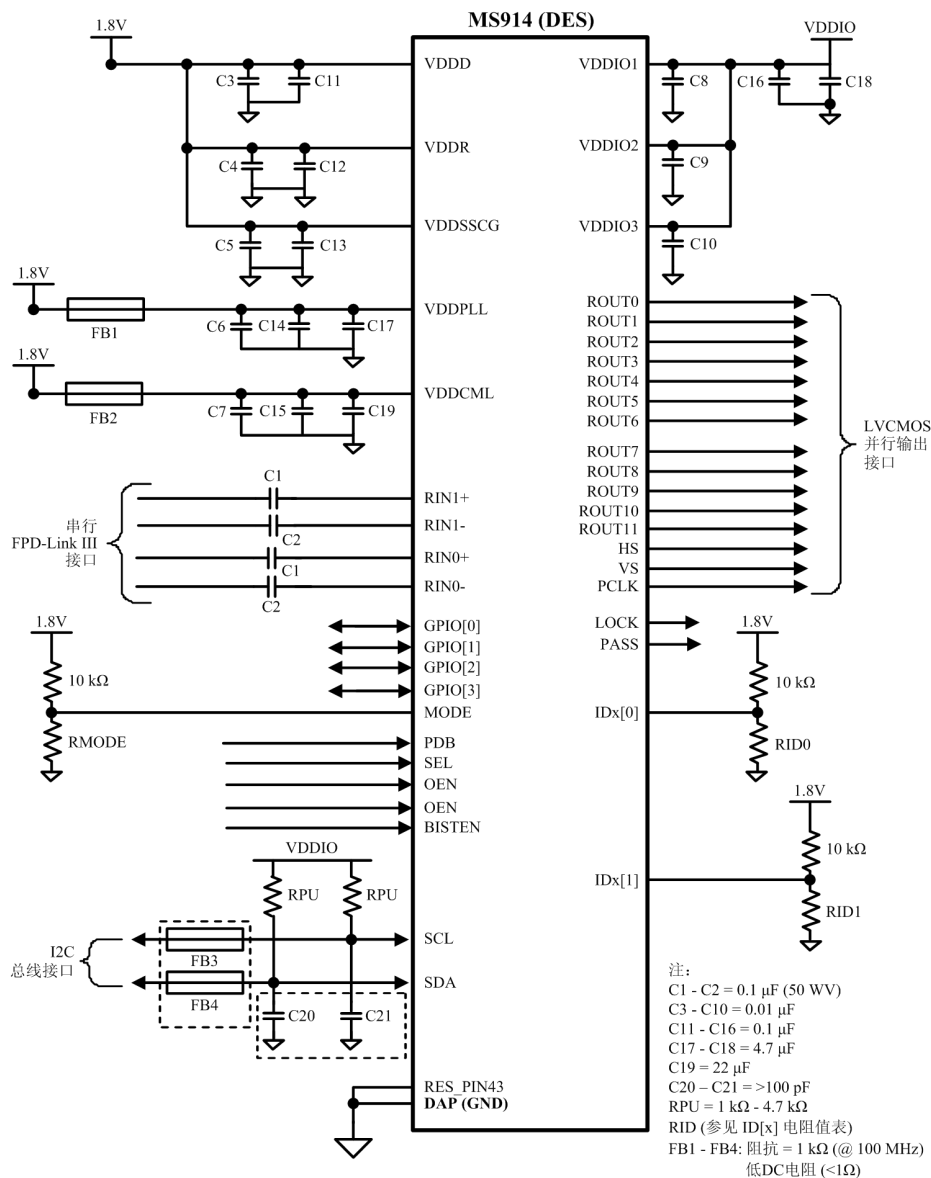 MS914 (DES)
1.8V
VDDD
C3
C11
VDDR
C4
C12
VDDSSCG
C5
C13
1.8V
FB1
VDDPLL
C6
C14
C17
1.8V
FB2
VDDCML
C7
C15
C19
串行
FPD-Link III
接口
C1
RIN1+
RIN1-
C2
RIN0+
C1
RIN0-
C2
GPIO[0]
GPIO[1]
GPIO[2]
GPIO[3]
1.8V
10 kΩ
MODE
RMODE
PDB
SEL
OEN
OEN
BISTEN
VDDIO
RPU
RPU
I2C
总线接口
FB3
SCL
FB4
SDA
C20
C21
RES_PIN43
DAP (GND)
VDDIO
VDDIO1
C8
C16
C18
VDDIO2
C9
VDDIO3
C10
ROUT0
ROUT1
ROUT2
ROUT3
ROUT4
ROUT5
ROUT6
ROUT7
ROUT8
ROUT9
ROUT10
ROUT11
HS
VS
PCLK
LVCMOS
并行输出
接口
LOCK
PASS
1.8V
10 kΩ
IDx[0]
RID0
1.8V
10 kΩ
IDx[1]
RID1
注:
C1 - C2 = 0.1 μF (50 WV)
C3 - C10 = 0.01 μF
C11 - C16 = 0.1 μF
C17 - C18 = 4.7 μF
C19 = 22 μF
C20 – C21 = >100 pF
RPU = 1 kΩ - 4.7 kΩ
RID (参见 ID[x] 电阻值表)
FB1 - FB4: 阻抗 = 1 kΩ (@ 100 MHz)
低DC电阻 (<1Ω)